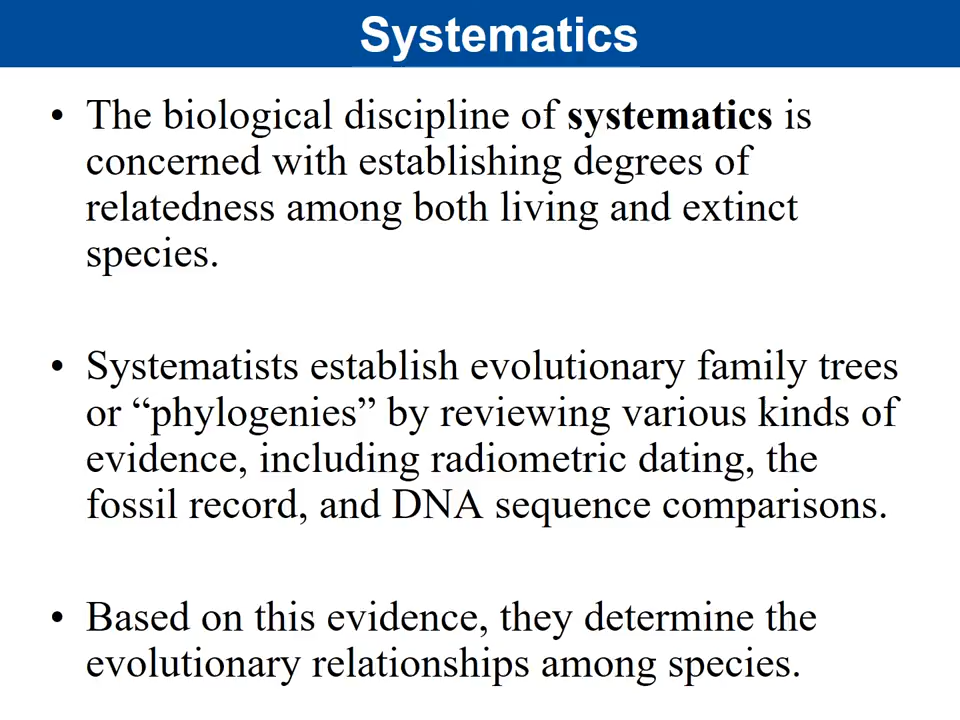 Systematics
• The biological discipline of systematics is
concerned with establishing degrees of
relatedness among both living and extinct
species.
• Systematists establish evolutionary family trees
or “phylogenies” by reviewing various kinds of
evidence, including radiometric dating, the
fossil record, and DNA sequence comparisons.
• Based on this evidence, they determine the
evolutionary relationships among species.